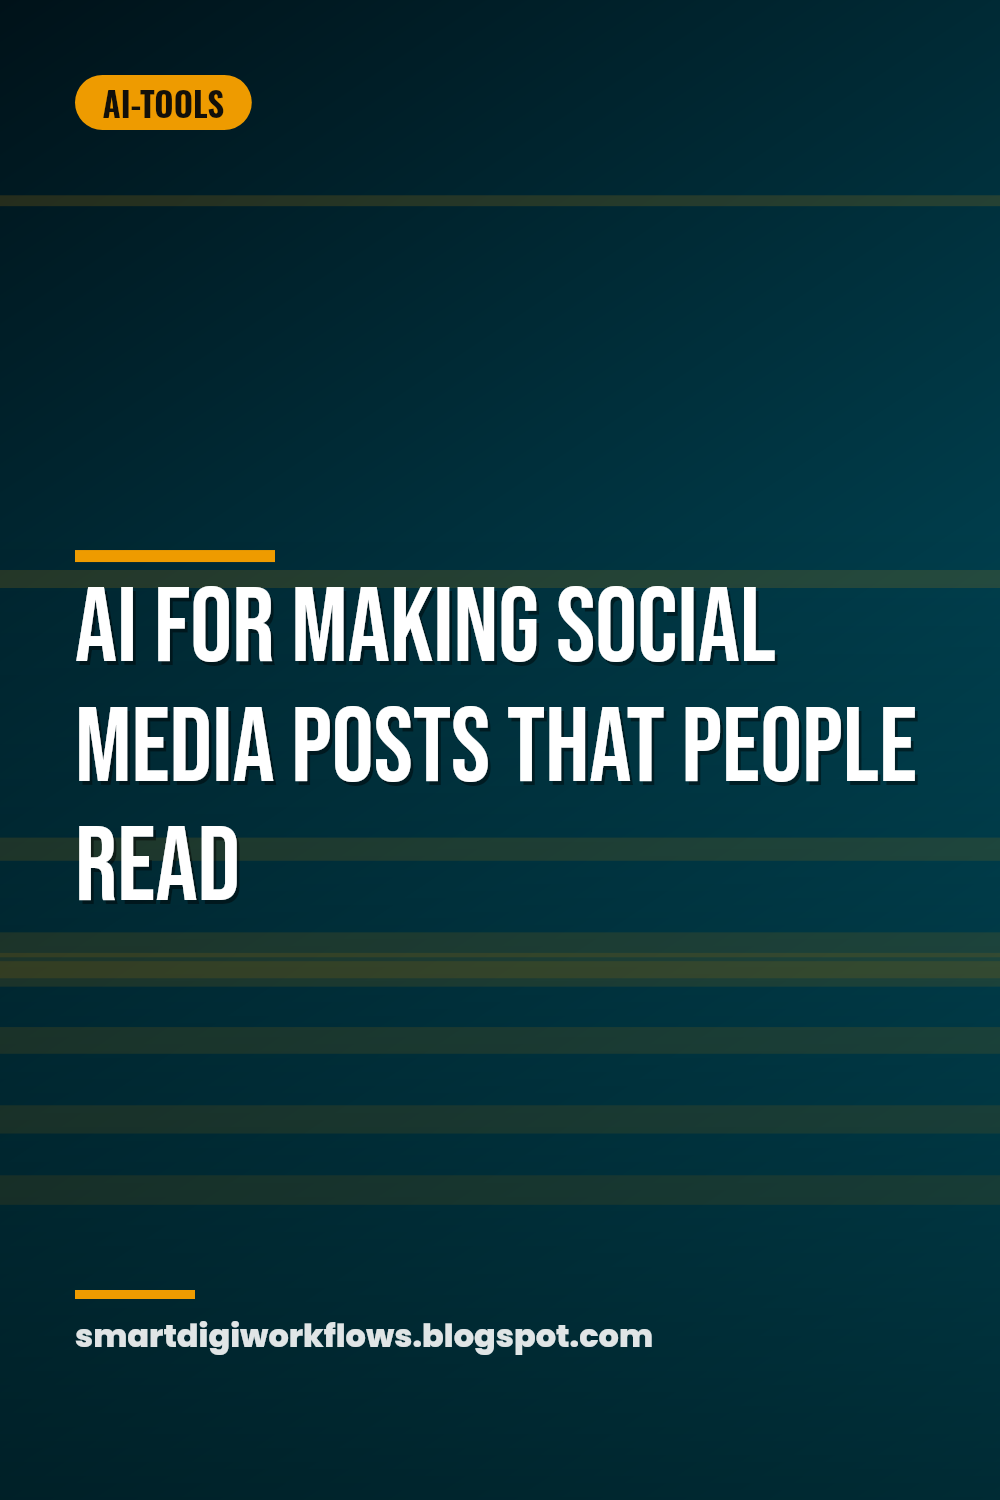 AI-TOOLS
AI FOR MAKING SOCIAL
MEDIA POSTS THAT PEOPLE
READ
smartdigiworkflows.blogspot.com